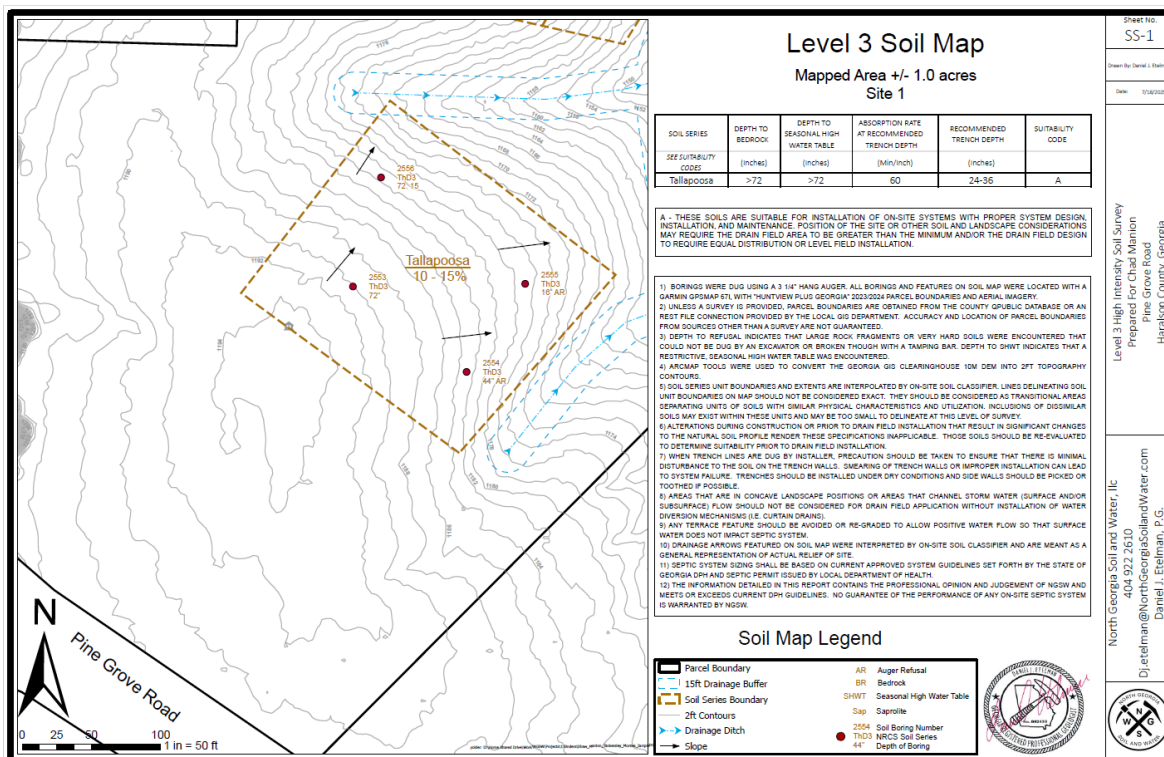 Level 3 Soil Map
Mapped Area +/- 1.0 acres
Site 1
SOIL SERIES
DEPTH TO BEDROCK
DEPTH TO SEASONAL HIGH WATER TABLE
ABSORPTION RATE AT RECOMMENDED TRENCH DEPTH
RECOMMENDED TRENCH DEPTH
SUITABILITY CODE
SEE SUITABILITY CODES
(inches)
(inches)
(Min/Inch)
(inches)
Tallapoosa >72 >72 60 24-36 A
A - THESE SOILS ARE SUITABLE FOR INSTALLATION OF ON-SITE SYSTEMS WITH PROPER SYSTEM DESIGN,
INSTALLATION, AND MAINTENANCE. POSITION OF THE SITE OR OTHER SOIL AND LANDSCAPE CONSIDERATIONS
MAY REQUIRE THE DRAIN FIELD AREA TO BE GREATER THAN THE MINIMUM AND/OR THE DRAIN FIELD DESIGN
TO REQUIRE EQUAL DISTRIBUTION OR LEVEL FIELD INSTALLATION.
1) BORINGS WERE DUG USING A 3 1/4" HANG AUGER. ALL BORINGS AND FEATURES ON SOIL MAP WERE LOCATED WITH A
GARMIN GPSMAP 67I, WITH "HUNTVIEW PLUS GEORGIA" 2023/2024 PARCEL BOUNDARIES AND AERIAL IMAGERY.
2) UNLESS A SURVEY IS PROVIDED, PARCEL BOUNDARIES ARE OBTAINED FROM THE COUNTY QPUBLIC DATABASE OR AN
REST FILE CONNECTION PROVIDED BY THE LOCAL GIS DEPARTMENT. ACCURACY AND LOCATION OF PARCEL BOUNDARIES
FROM SOURCES OTHER THAN A SURVEY ARE NOT GUARANTEED.
3) DEPTH TO REFUSAL INDICATES THAT LARGE ROCK FRAGMENTS OR VERY HARD SOILS WERE ENCOUNTERED THAT
COULD NOT BE DUG BY AN EXCAVATOR OR BROKEN THOUGH WITH A TAMPING BAR. DEPTH TO SHWT INDICATES THAT A
RESTRICTIVE, SEASONAL HIGH WATER TABLE WAS ENCOUNTERED.
4) ARCMAP TOOLS WERE USED TO CONVERT THE GEORGIA GIS CLEARINGHOUSE 10M DEM INTO 2FT TOPOGRAPHY
CONTOURS.
5) SOIL SERIES UNIT BOUNDARIES AND EXTENTS ARE INTERPOLATED BY ON-SITE SOIL CLASSIFIER. LINES DELINEATING SOIL
UNIT BOUNDARIES ON MAP SHOULD NOT BE CONSIDERED EXACT. THEY SHOULD BE CONSIDERED AS TRANSITIONAL AREAS
SEPARATING UNITS OF SOILS WITH SIMILAR PHYSICAL CHARACTERISTICS AND UTILIZATION. INCLUSIONS OF DISSIMILAR
SOILS MAY EXIST WITHIN THESE UNITS AND MAY BE TOO SMALL TO DELINEATE AT THIS LEVEL OF SURVEY.
6) ALTERATIONS DURING CONSTRUCTION OR PRIOR TO DRAIN FIELD INSTALLATION THAT RESULT IN SIGNIFICANT CHANGES
TO THE NATURAL SOIL PROFILE RENDER THESE SPECIFICATIONS INAPPLICABLE. THOSE SOILS SHOULD BE RE-EVALUATED
TO DETERMINE SUITABILITY PRIOR TO DRAIN FIELD INSTALLATION.
7) WHEN TRENCH LINES ARE DUG BY INSTALLER, PRECAUTION SHOULD BE TAKEN TO ENSURE THAT THERE IS MINIMAL
DISTURBANCE TO THE SOIL ON THE TRENCH WALLS. SMEARING OF TRENCH WALLS OR IMPROPER INSTALLATION CAN LEAD
TO SYSTEM FAILURE. TRENCHES SHOULD BE INSTALLED UNDER DRY CONDITIONS AND SIDE WALLS SHOULD BE PICKED OR
TOOTHED IF POSSIBLE.
8) AREAS THAT ARE IN CONCAVE LANDSCAPE POSITIONS OR AREAS THAT CHANNEL STORM WATER (SURFACE AND/OR
SUBSURFACE) FLOW SHOULD NOT BE CONSIDERED FOR DRAIN FIELD APPLICATION WITHOUT INSTALLATION OF WATER
DIVERSION MECHANISMS (I.E. CURTAIN DRAINS).
9) ANY TERRACE FEATURE SHOULD BE AVOIDED OR RE-GRADED TO ALLOW POSITIVE WATER FLOW SO THAT SURFACE
WATER DOES NOT IMPACT SEPTIC SYSTEM.
10) DRAINAGE ARROWS FEATURED ON SOIL MAP WERE INTERPRETED BY ON-SITE SOIL CLASSIFIER AND ARE MEANT AS A
GENERAL REPRESENTATION OF ACTUAL RELIEF OF SITE.
11) SEPTIC SYSTEM SIZING SHALL BE BASED ON CURRENT APPROVED SYSTEM GUIDELINES SET FORTH BY THE STATE OF
GEORGIA DPH AND SEPTIC PERMIT ISSUED BY LOCAL DEPARTMENT OF HEALTH.
12) THE INFORMATION DETAILED IN THIS REPORT CONTAINS THE PROFESSIONAL OPINION AND JUDGEMENT OF NGSW AND
MEETS OR EXCEEDS CURRENT DPH GUIDELINES. NO GUARANTEE OF THE PERFORMANCE OF ANY ON-SITE SEPTIC SYSTEM
IS WARRANTED BY NGSW.
Soil Map Legend
Parcel Boundary
15ft Drainage Buffer
Soil Series Boundary
2ft Contours
Drainage Ditch
Slope
AR Auger Refusal
BR Bedrock
SHWT Seasonal High Water Table
Sap Saprolite
2554 Soil Boring Number
ThD3 NRCS Soil Series
44" Depth of Boring
2556
ThD3
Tallapoosa
10 - 15%
2553
ThD3
72"
2555
ThD3
16" AR
2554
ThD3
44" AR
N
Pine Grove Road
0 25 50 100
1 in = 50 ft
Sheet No.
SS-1
Date: 7/18/2025
Level 3 High Intensity Soil Survey
Prepared For Chad Manion
Pine Grove Road
Haralson County, Georgia
North Georgia Soil and Water, llc
404 922 2610
Dj.etelman@NorthGeorgiaSoilandWater.com
Daniel J. Etelman, P.G.
NORTH GEORGIA
N
W G
S
SOIL AND WATER